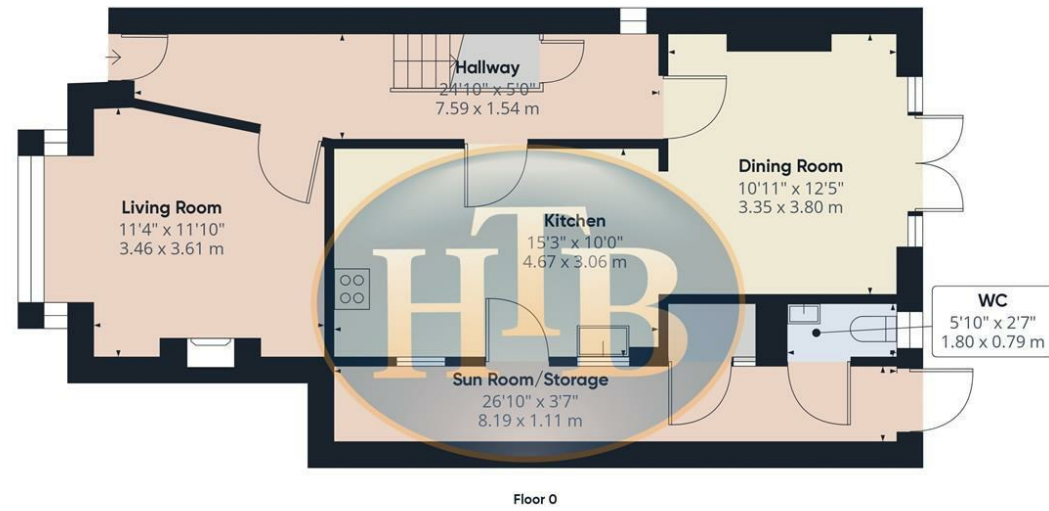 Hallway
24'10" x 5'0"
7.59 x 1.54 m
Living Room
11'4" x 11'10"
3.46 x 3.61 m
Kitchen
15'3" x 10'0"
4.67 x 3.06 m
Dining Room
10'11" x 12'5"
3.35 x 3.80 m
WC
5'10" x 2'7"
1.80 x 0.79 m
Sun Room/Storage
26'10" x 3'7"
8.19 x 1.11 m
HTB
Floor 0